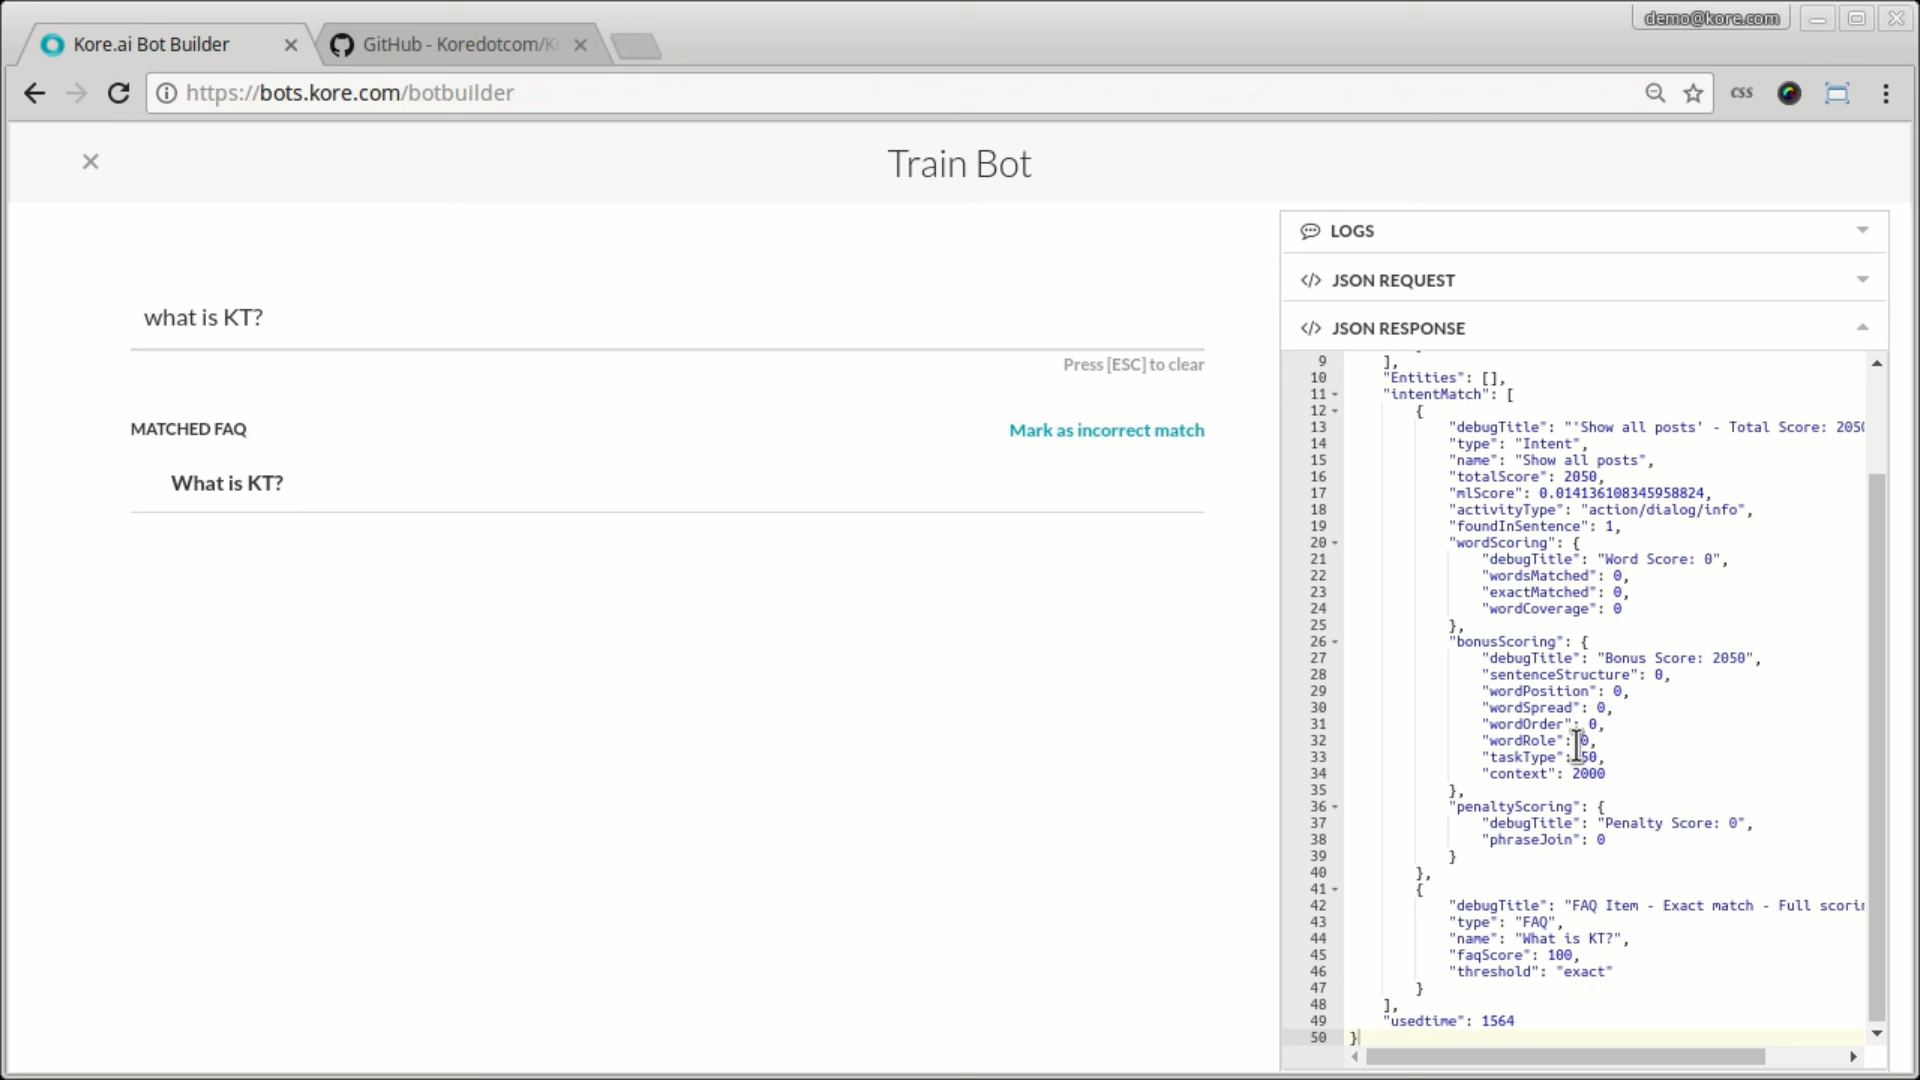 demo@kore.com
Kore.ai Bot Builder
GitHub - Koredotcom/K
https://bots.kore.com/botbuilder
css
Train Bot
what is KT?
Press [ESC] to clear
MATCHED FAQ
Mark as incorrect match
What is KT?
LOGS
</> JSON REQUEST
</> JSON RESPONSE
9 ],
10 "Entities": [],
11 "intentMatch": [
12 {
13 "debugTitle": "'Show all posts' - Total Score: 2050
14 "type": "Intent",
15 "name": "Show all posts",
16 "totalScore": 2050,
17 "mlScore": 0.014136108345958824,
18 "activityType": "action/dialog/info",
19 "foundInSentence": 1,
20 "wordScoring": {
21 "debugTitle": "Word Score: 0",
22 "wordsMatched": 0,
23 "exactMatched": 0,
24 "wordCoverage": 0
25 },
26 "bonusScoring": {
27 "debugTitle": "Bonus Score: 2050",
28 "sentenceStructure": 0,
29 "wordPosition": 0,
30 "wordSpread": 0,
31 "wordOrder": 0,
32 "wordRole": 0,
33 "taskType": 50,
34 "context": 2000
35 },
36 "penaltyScoring": {
37 "debugTitle": "Penalty Score: 0",
38 "phraseJoin": 0
39 }
40 },
41 {
42 "debugTitle": "FAQ Item - Exact match - Full scorin
43 "type": "FAQ",
44 "name": "What is KT?",
45 "faqScore": 100,
46 "threshold": "exact"
47 }
48 ],
49 "usedtime": 1564
50 }